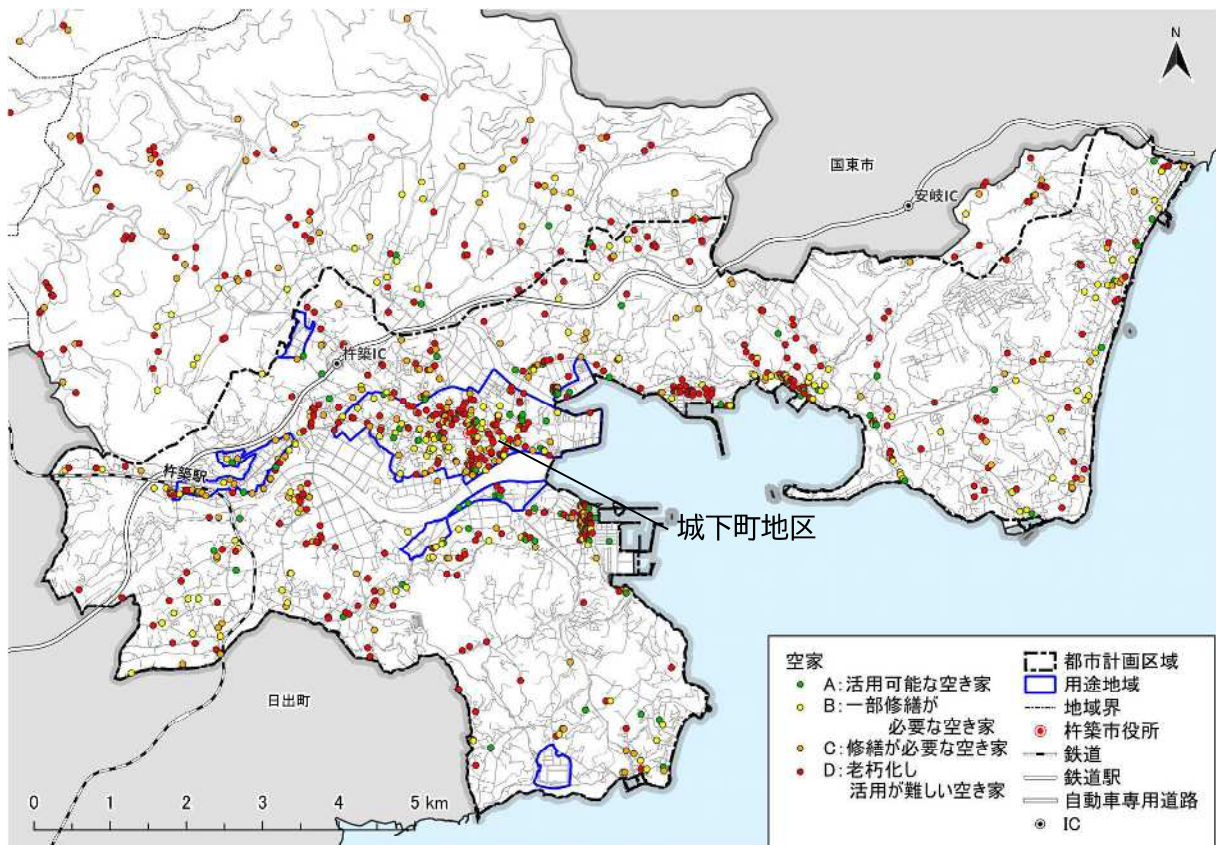 N
国東市
安岐IC
杵築IC
杵築駅
城下町地区
日出町
0 1 2 3 4 5 km
空家
A:活用可能な空き家
B:一部修繕が
必要な空き家
C:修繕が必要な空き家
D:老朽化し
活用が難しい空き家
都市計画区域
用途地域
地域界
杵築市役所
鉄道
鉄道駅
自動車専用道路
IC